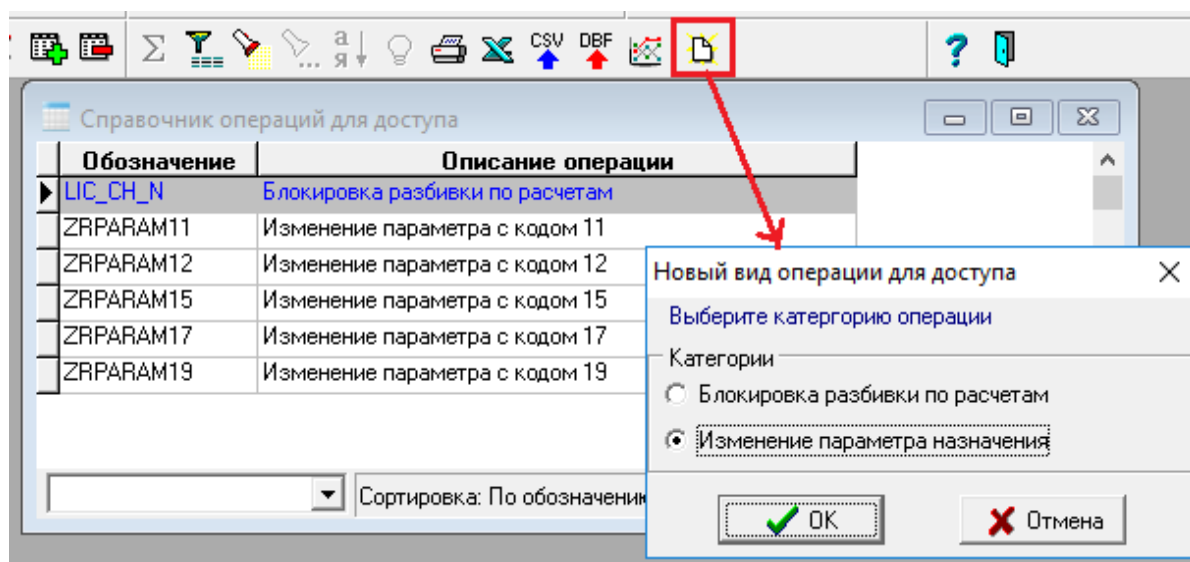 Σ ... а я CSV DBF ?
Справочник операций для доступа
Обозначение Описание операции
LIC_CH_N Блокировка разбивки по расчетам
ZRPARAM11 Изменение параметра с кодом 11
ZRPARAM12 Изменение параметра с кодом 12
ZRPARAM15 Изменение параметра с кодом 15
ZRPARAM17 Изменение параметра с кодом 17
ZRPARAM19 Изменение параметра с кодом 19
Сортировка: По обозначению
Новый вид операции для доступа
Выберите катергорию операции
Категории
Блокировка разбивки по расчетам
Изменение параметра назначения
OK Отмена